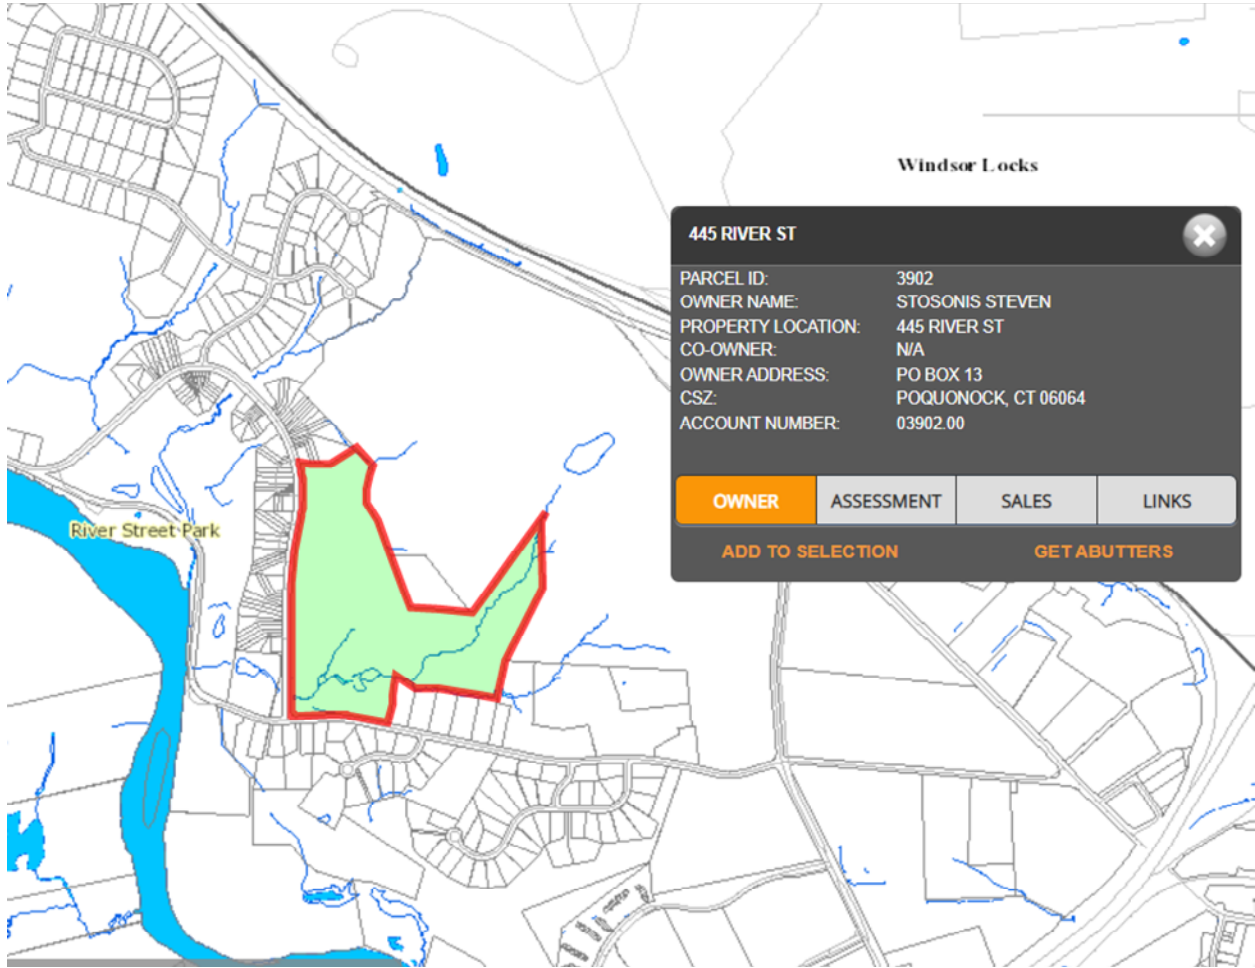 Windsor Locks
445 RIVER ST
PARCEL ID: 3902
OWNER NAME: STOSONIS STEVEN
PROPERTY LOCATION: 445 RIVER ST
CO-OWNER: N/A
OWNER ADDRESS: PO BOX 13
CSZ: POQUONOCK, CT 06064
ACCOUNT NUMBER: 03902.00
OWNER ASSESSMENT SALES LINKS
ADD TO SELECTION GET ABUTTERS
River Street Park